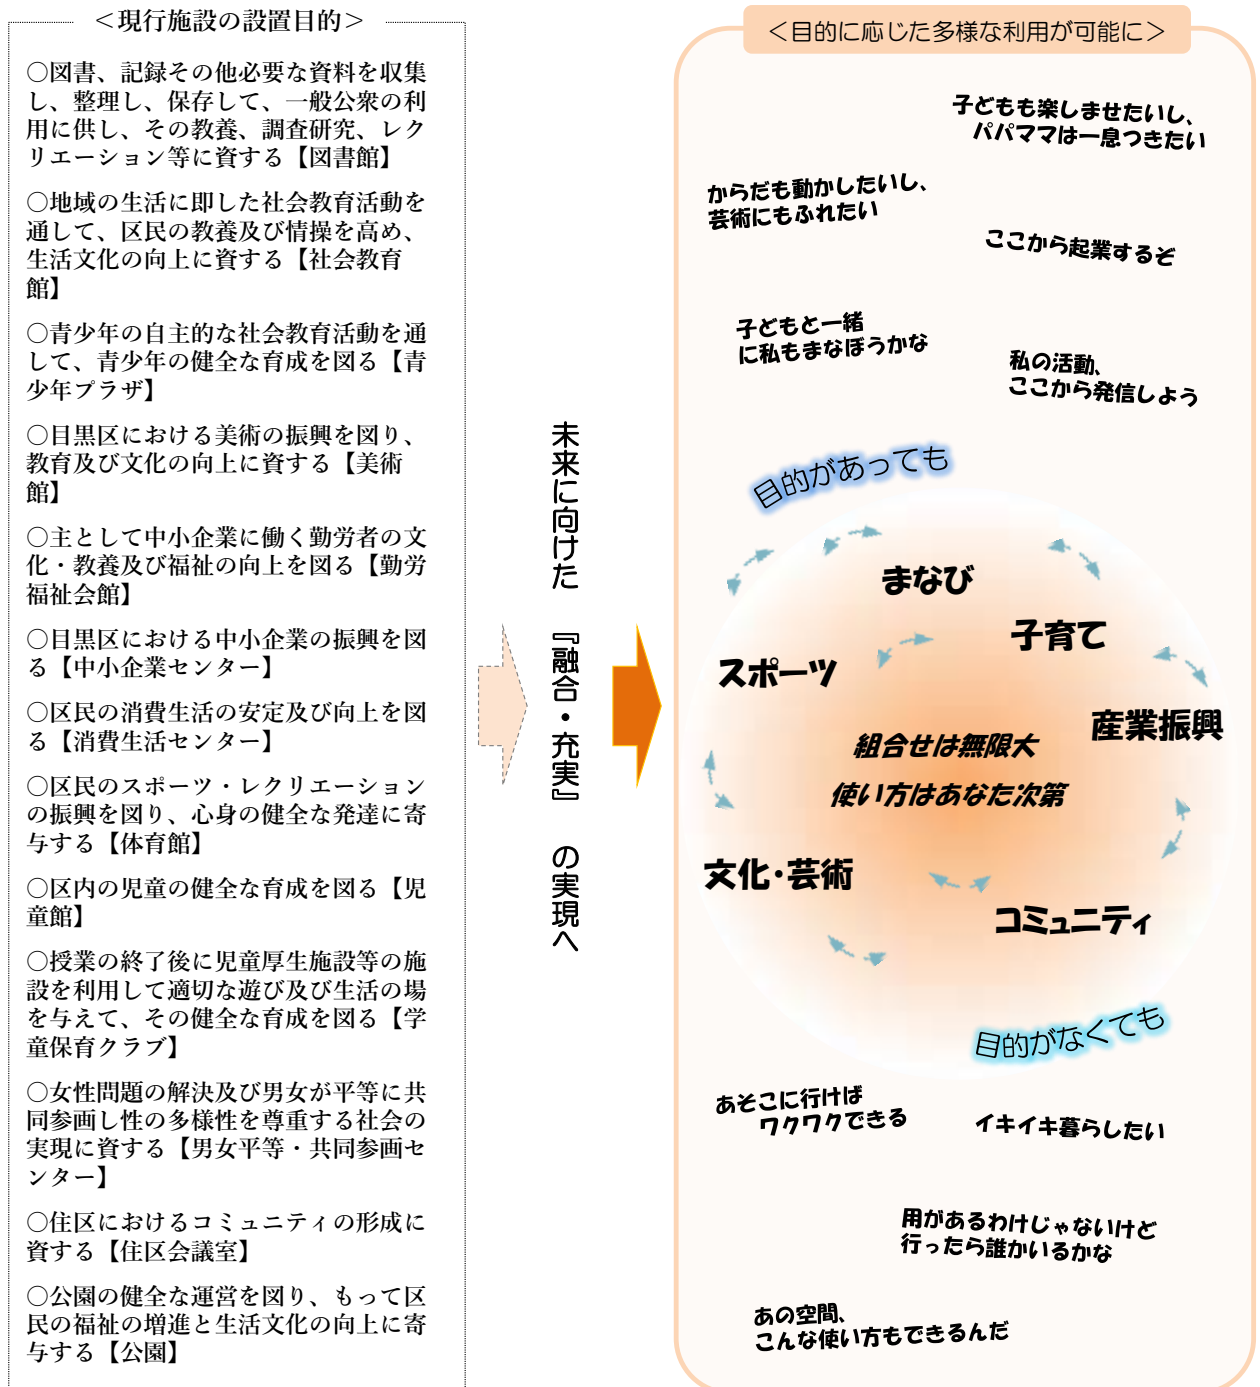 ＜現行施設の設置目的＞
〇図書、記録その他必要な資料を収集
し、整理し、保存して、一般公衆の利
用に供し、その教養、調査研究、レク
リエーション等に資する【図書館】
〇地域の生活に即した社会教育活動を
通して、区民の教養及び情操を高め、
生活文化の向上に資する【社会教育
館】
〇青少年の自主的な社会教育活動を通
して、青少年の健全な育成を図る【青
少年プラザ】
〇目黒区における美術の振興を図り、
教育及び文化の向上に資する【美術
館】
〇主として中小企業に働く勤労者の文
化・教養及び福祉の向上を図る【勤労
福祉会館】
〇目黒区における中小企業の振興を図
る【中小企業センター】
〇区民の消費生活の安定及び向上を図
る【消費生活センター】
〇区民のスポーツ・レクリエーション
の振興を図り、心身の健全な発達に寄
与する【体育館】
〇区内の児童の健全な育成を図る【児
童館】
〇授業の終了後に児童厚生施設等の施
設を利用して適切な遊び及び生活の場
を与えて、その健全な育成を図る【学
童保育クラブ】
〇女性問題の解決及び男女が平等に共
同参画し性の多様性を尊重する社会の
実現に資する【男女平等・共同参画セ
ンター】
〇住区におけるコミュニティの形成に
資する【住区会議室】
〇公園の健全な運営を図り、もって区
民の福祉の増進と生活文化の向上に寄
与する【公園】
未来に向けた『融合・充実』の実現へ
＜目的に応じた多様な利用が可能に＞
子どもも楽しませたいし、
パパママは一息つきたい
からだも動かしたいし、
芸術にもふれたい
ここから起業するぞ
子どもと一緒
に私もまなぼうかな
私の活動、
ここから発信しよう
目的があっても
まなび
子育て
スポーツ
産業振興
組合せは無限大
使い方はあなた次第
文化・芸術
コミュニティ
目的がなくても
あそこに行けば
ワクワクできる
イキイキ暮らしたい
用があるわけじゃないけど
行ったら誰かいるかな
あの空間、
こんな使い方もできるんだ